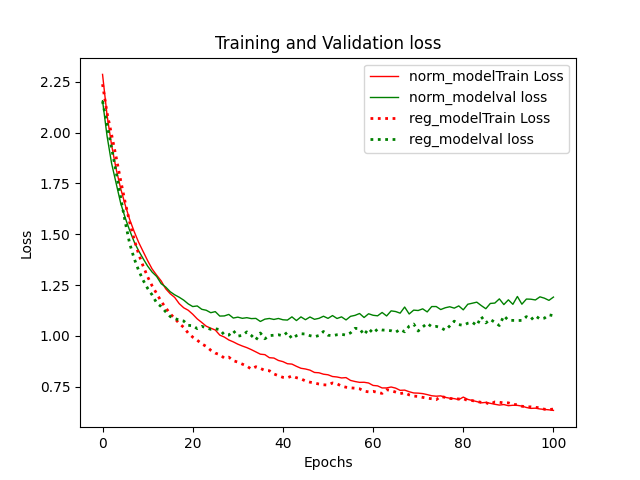 Training and Validation loss
norm_modelTrain Loss
norm_modelval loss
reg_modelTrain Loss
reg_modelval loss
2.25
2.00
1.75
1.50
1.25
1.00
0.75
Loss
0 20 40 60 80 100
Epochs